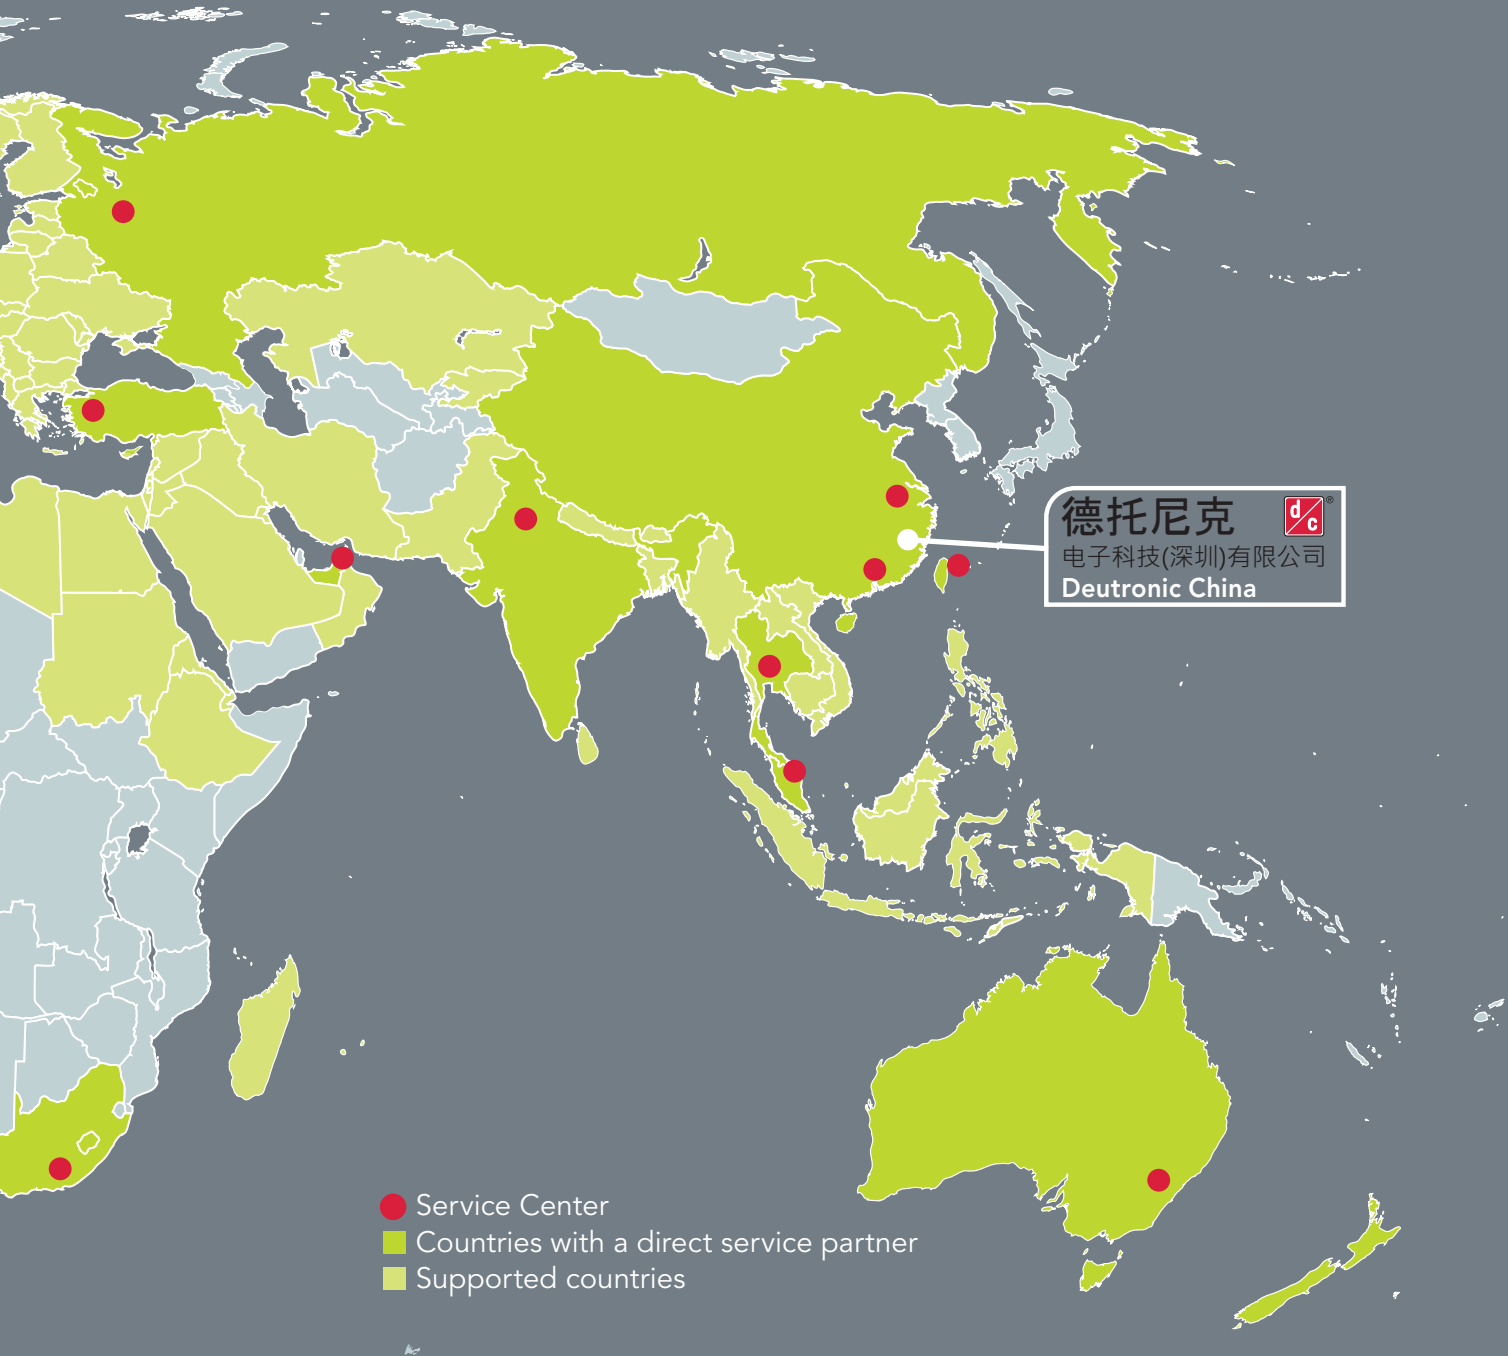 德托尼克
d/c®
电子科技(深圳)有限公司
Deutronic China
Service Center
Countries with a direct service partner
Supported countries